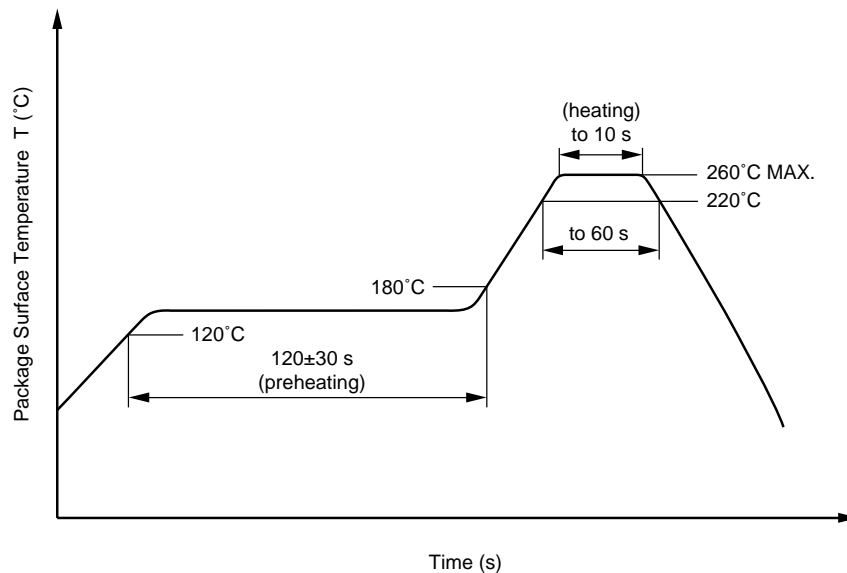 Package Surface Temperature T (˚C)
(heating)
to 10 s
260˚C MAX.
220˚C
to 60 s
180˚C
120˚C
120±30 s
(preheating)
Time (s)